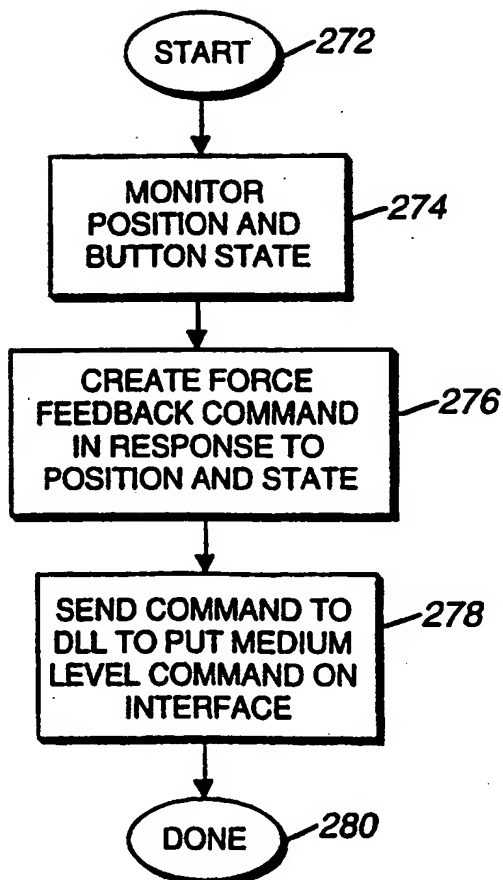 START
272
MONITOR
POSITION AND
BUTTON STATE
274
CREATE FORCE
FEEDBACK COMMAND
IN RESPONSE TO
POSITION AND STATE
276
SEND COMMAND TO
DLL TO PUT MEDIUM
LEVEL COMMAND ON
INTERFACE
278
DONE
280